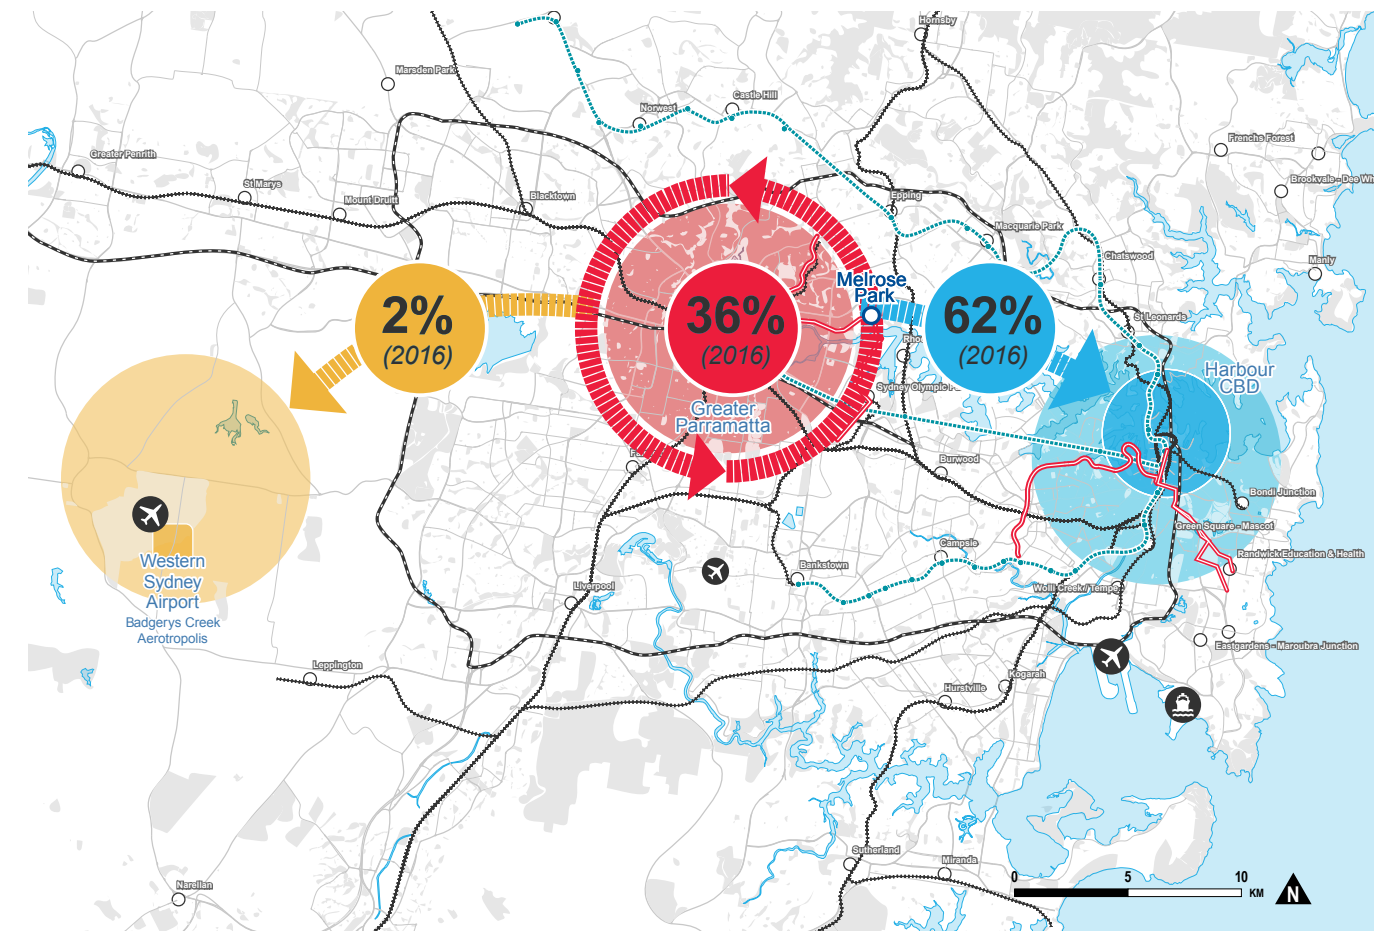 Hornsby
Marsden Park
Norwest
Castle Hill
Frenchs Forest
Greater Penrith
St Marys
Mount Druitt
Blacktown
Epping
Brookvale - Dee Wh
Macquarie Park
Chatswood
Manly
Melrose
Park
2%
(2016)
36%
(2016)
62%
(2016)
St Leonards
Sydney Olympic
Harbour
CBD
Greater
Parramatta
Burwood
Bondi Junction
Green Square - Mascot
Campsie
Randwick Education & Health
Bankstown
Liverpool
Wolli Creek / Tempe
Western
Sydney
Airport
Badgerys Creek
Aerotropolis
Eastgardens - Maroubra Junction
Leppington
Kogarah
Hurstville
Sutherland
Miranda
Narellan
0 5 10
KM
N